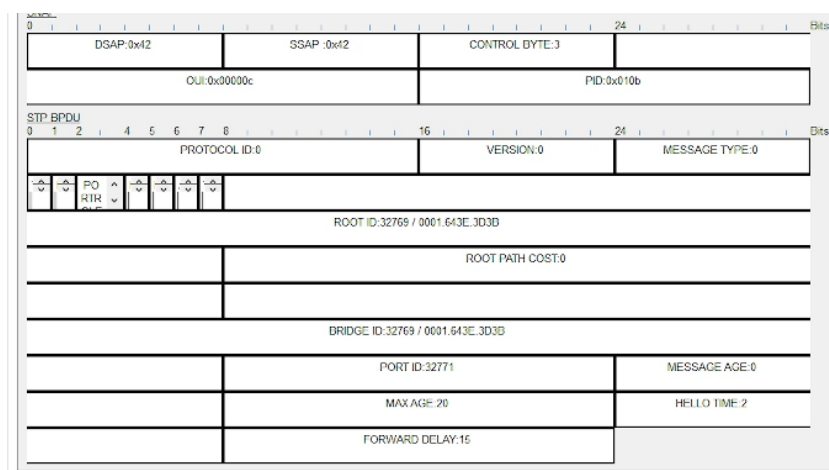 0 24 Bits
DSAP:0x42 SSAP :0x42 CONTROL BYTE:3
OUI:0x00000c PID:0x010b
STP BPDU
0 1 2 4 5 6 7 8 16 24 Bits
PROTOCOL ID:0 VERSION:0 MESSAGE TYPE:0
PO
RTR
ROOT ID:32769 / 0001.643E.3D3B
ROOT PATH COST:0
BRIDGE ID:32769 / 0001.643E.3D3B
PORT ID:32771 MESSAGE AGE:0
MAX AGE:20 HELLO TIME:2
FORWARD DELAY:15